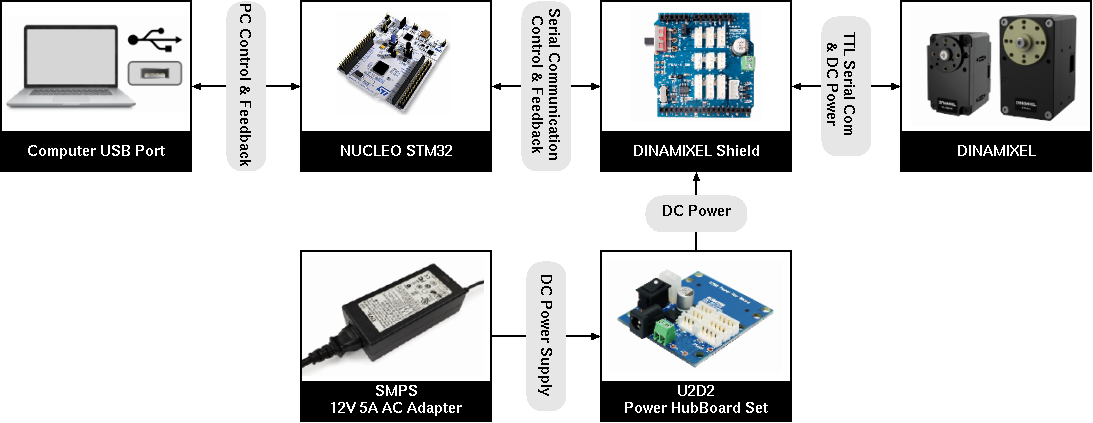 PC Control & Feedback
Serial Communication
Control & Feedback
TTL Serial Com
& DC Power
Computer USB Port
NUCLEO STM32
DINAMIXEL Shield
DINAMIXEL
DC Power
DC Power Supply
SMPS
12V 5A AC Adapter
U2D2
Power HubBoard Set